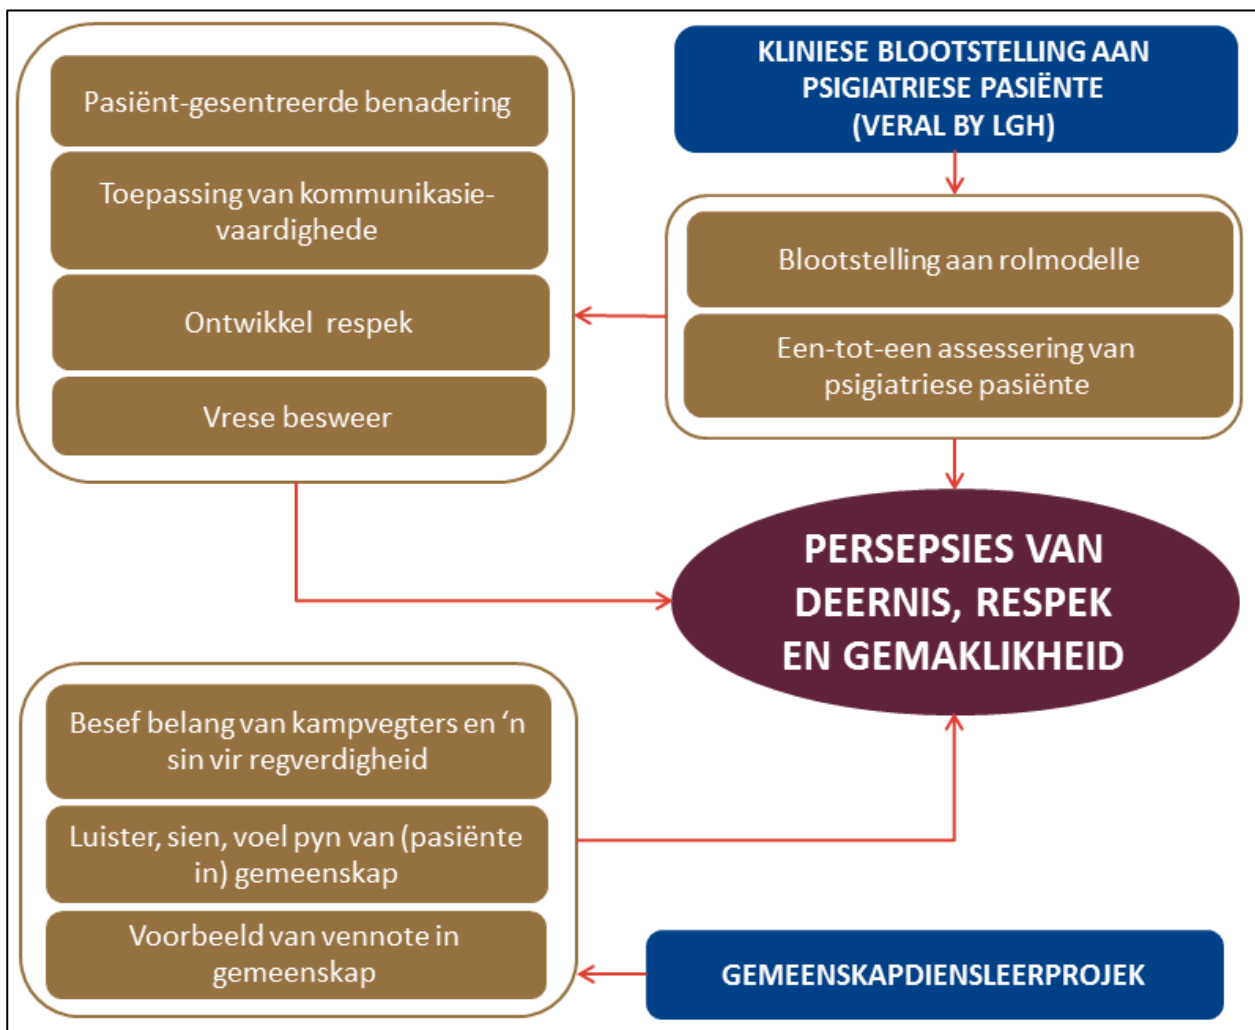 Pasiënt-gesentreerde benadering
Toepassing van kommunikasie-
vaardighede
Ontwikkel respek
Vrese besweer
KLINIESE BLOOTSTELLING AAN
PSIGIATRIESE PASIËNTE
(VERAL BY LGH)
Blootstelling aan rolmodelle
Een-tot-een assessering van
psigiatriese pasiënte
PERSEPSIES VAN
DEERNIS, RESPEK
EN GEMAKLIKHEID
Besef belang van kampvegters en ‘n
sin vir regverdigheid
Luister, sien, voel pyn van (pasiënte
in) gemeenskap
Voorbeeld van vennote in
gemeenskap
GEMEENSKAPDIENSLEERPROJEK